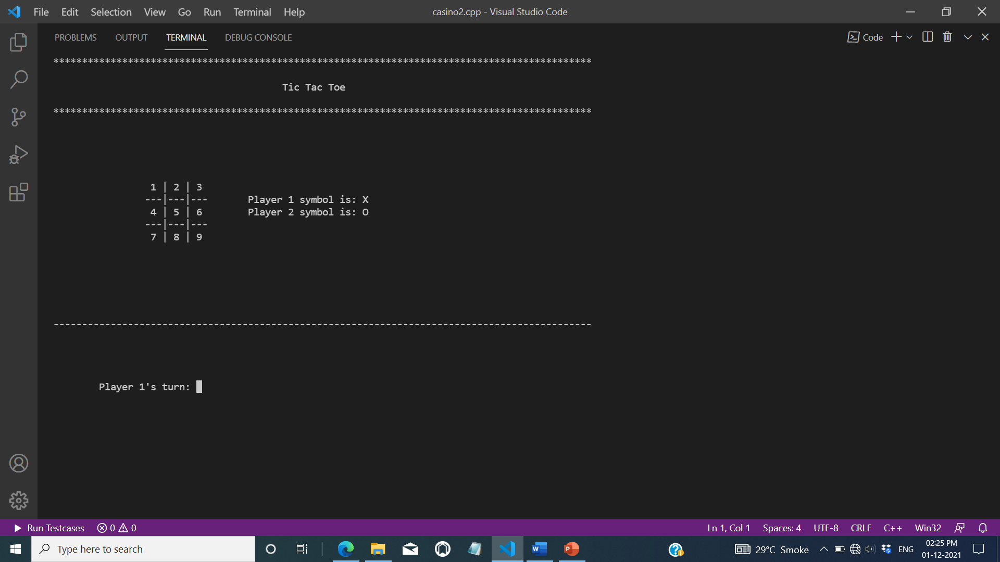 File Edit Selection View Go Run Terminal Help casino2.cpp - Visual Studio Code
PROBLEMS OUTPUT TERMINAL DEBUG CONSOLE Code
**********************************************************************************************
Tic Tac Toe
**********************************************************************************************
1 | 2 | 3
---|---|--- Player 1 symbol is: X
4 | 5 | 6 Player 2 symbol is: O
---|---|---
7 | 8 | 9
----------------------------------------------------------------------------------------------
Player 1's turn:
Run Testcases 0 0 Ln 1, Col 1 Spaces: 4 UTF-8 CRLF C++ Win32
Type here to search 29°C Smoke ENG 02:25 PM
01-12-2021